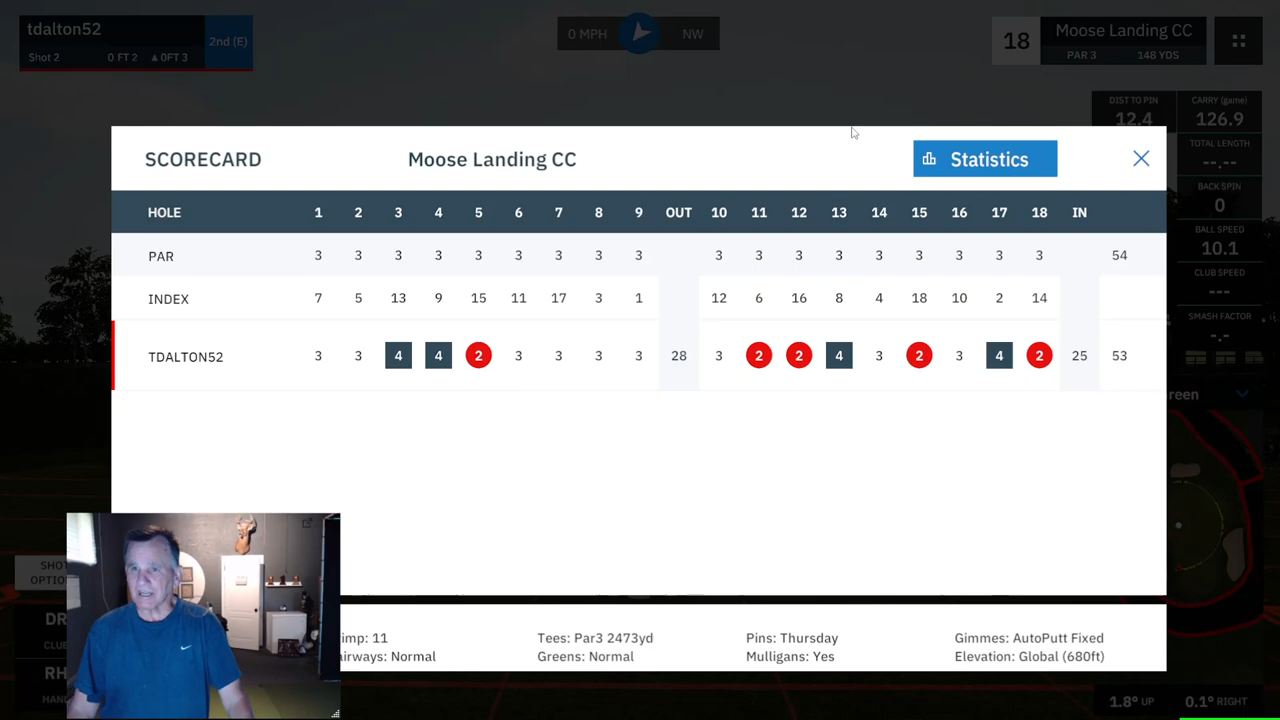 tdalton52
Shot 2 0 FT 2 ▲0FT 3
2nd (E)
0 MPH NW
18
Moose Landing CC
PAR 3 148 YDS
DIST TO PIN
12.4
CARRY (game)
126.9
TOTAL LENGTH
--.--
BACK SPIN
0
BALL SPEED
10.1
CLUB SPEED
---
SMASH FACTOR
-.-
SCORECARD Moose Landing CC Statistics
HOLE 1 2 3 4 5 6 7 8 9 OUT 10 11 12 13 14 15 16 17 18 IN
PAR 3 3 3 3 3 3 3 3 3 3 3 3 3 3 3 3 3 3 54
INDEX 7 5 13 9 15 11 17 3 1 12 6 16 8 4 18 10 2 14
TDALTON52 3 3 4 4 2 3 3 3 3 28 3 2 2 4 3 2 3 4 2 25 53
reen
SHOT
OPTIO
DR
CLU
RH
HAN
imp: 11 Tees: Par3 2473yd Pins: Thursday Gimmes: AutoPutt Fixed
airways: Normal Greens: Normal Mulligans: Yes Elevation: Global (680ft)
1.8° UP 0.1° RIGHT